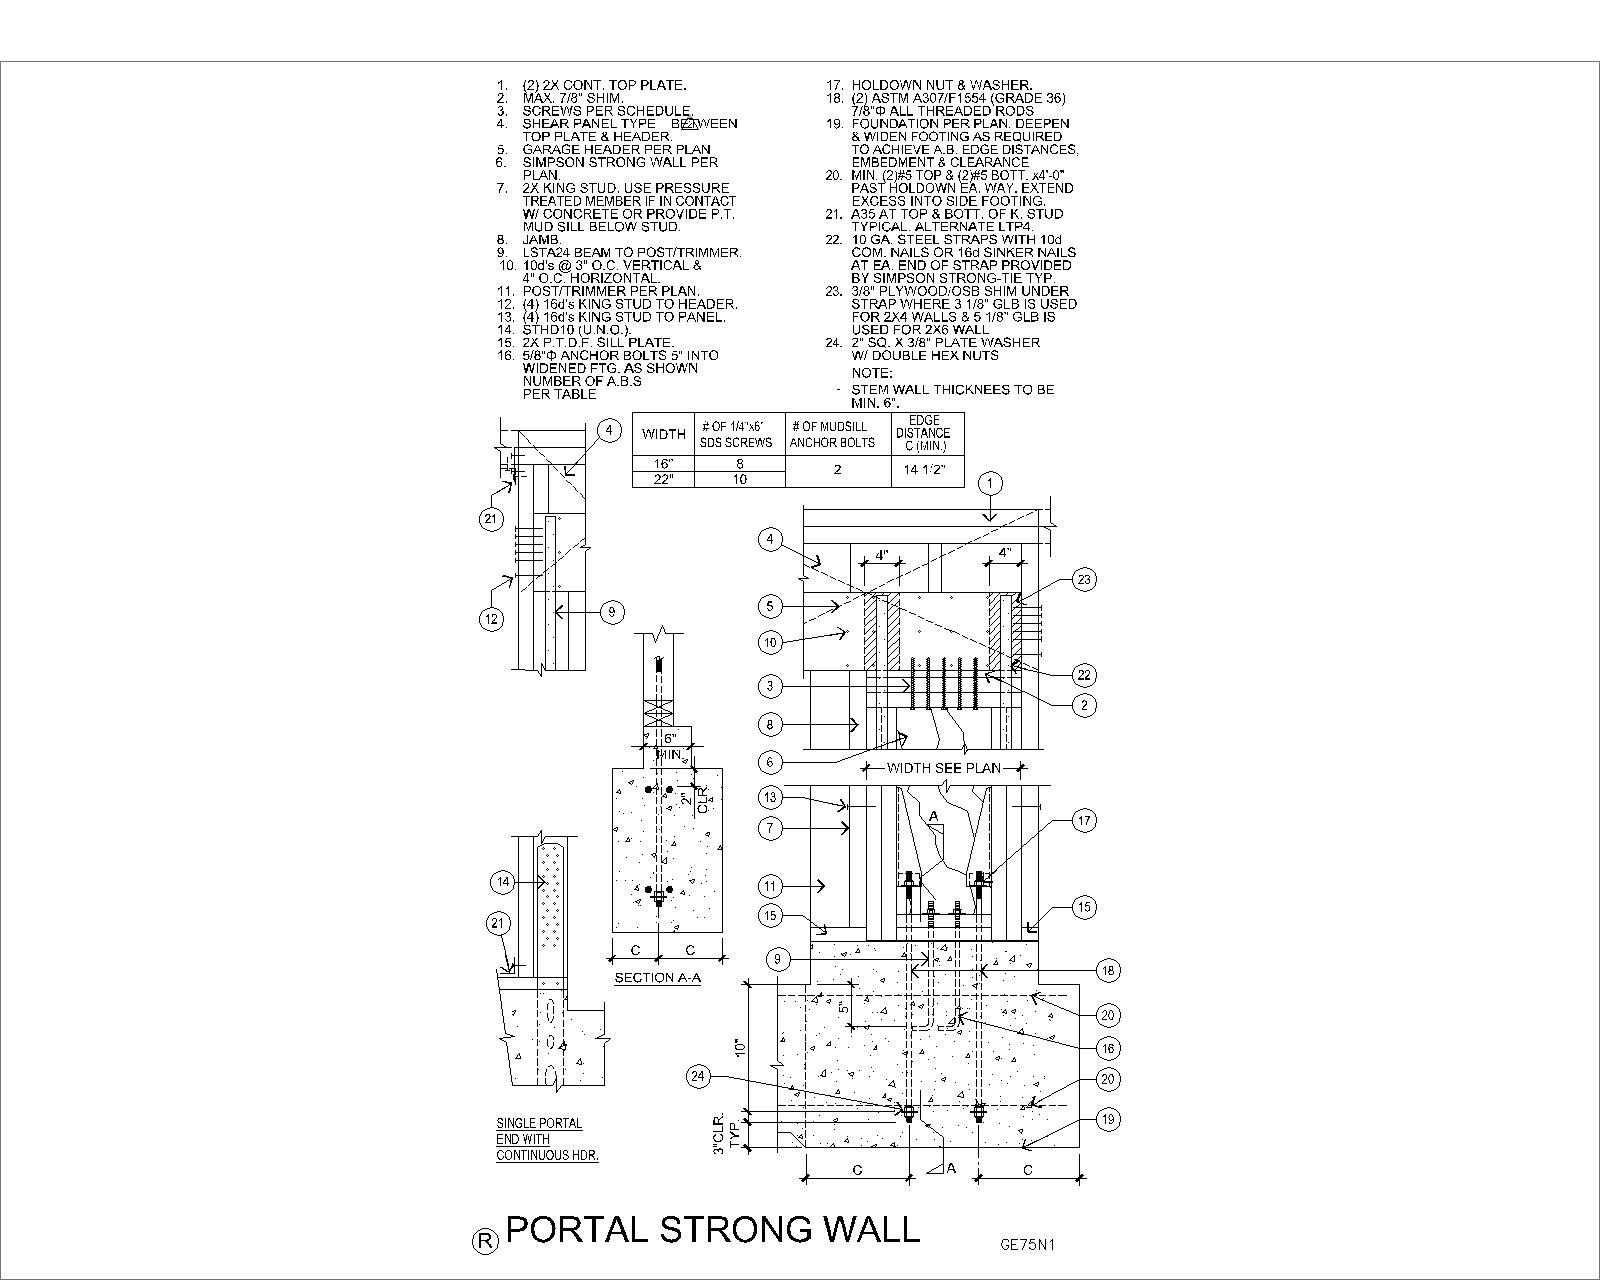 1. (2) 2X CONT. TOP PLATE.
2. MAX. 7/8" SHIM.
3. SCREWS PER SCHEDULE.
4. SHEAR PANEL TYPE BETWEEN
TOP PLATE & HEADER.
5. GARAGE HEADER PER PLAN
6. SIMPSON STRONG WALL PER
PLAN.
7. 2X KING STUD. USE PRESSURE
TREATED MEMBER IF IN CONTACT
W/ CONCRETE OR PROVIDE P.T.
MUD SILL BELOW STUD.
8. JAMB.
9. LSTA24 BEAM TO POST/TRIMMER.
10. 10d's @ 3" O.C. VERTICAL &
4" O.C. HORIZONTAL.
11. POST/TRIMMER PER PLAN.
12. (4) 16d's KING STUD TO HEADER.
13. (4) 16d's KING STUD TO PANEL.
14. STHD10 (U.N.O.).
15. 2X P.T.D.F. SILL PLATE.
16. 5/8"Φ ANCHOR BOLTS 5" INTO
WIDENED FTG. AS SHOWN
NUMBER OF A.B.S
PER TABLE
17. HOLDOWN NUT & WASHER.
18. (2) ASTM A307/F1554 (GRADE 36)
7/8"Φ ALL THREADED RODS
19. FOUNDATION PER PLAN. DEEPEN
& WIDEN FOOTING AS REQUIRED
TO ACHIEVE A.B. EDGE DISTANCES,
EMBEDMENT & CLEARANCE
20. MIN. (2)#5 TOP & (2)#5 BOTT. x4'-0"
PAST HOLDOWN EA. WAY. EXTEND
EXCESS INTO SIDE FOOTING.
21. A35 AT TOP & BOTT. OF K. STUD
TYPICAL. ALTERNATE LTP4.
22. 10 GA. STEEL STRAPS WITH 10d
COM. NAILS OR 16d SINKER NAILS
AT EA. END OF STRAP PROVIDED
BY SIMPSON STRONG-TIE TYP.
23. 3/8" PLYWOOD/OSB SHIM UNDER
STRAP WHERE 3 1/8" GLB IS USED
FOR 2X4 WALLS & 5 1/8" GLB IS
USED FOR 2X6 WALL
24. 2" SQ. X 3/8" PLATE WASHER
W/ DOUBLE HEX NUTS
NOTE:
- STEM WALL THICKNEES TO BE
MIN. 6".
WIDTH
# OF 1/4"x6"
SDS SCREWS
# OF MUDSILL
ANCHOR BOLTS
EDGE
DISTANCE
C (MIN.)
16" 8
22" 10
2
14 1/2"
4
21
12
9
1
4
4"
4"
23
5
10
3
22
2
8
6
WIDTH SEE PLAN
6"
MIN.
2"
CLR.
C C
SECTION A-A
13
7
A
17
11
15
15
9
18
5"
20
10"
16
24
20
3"CLR.
TYP.
19
C
A
C
14
21
SINGLE PORTAL
END WITH
CONTINUOUS HDR.
R PORTAL STRONG WALL
GE75N1